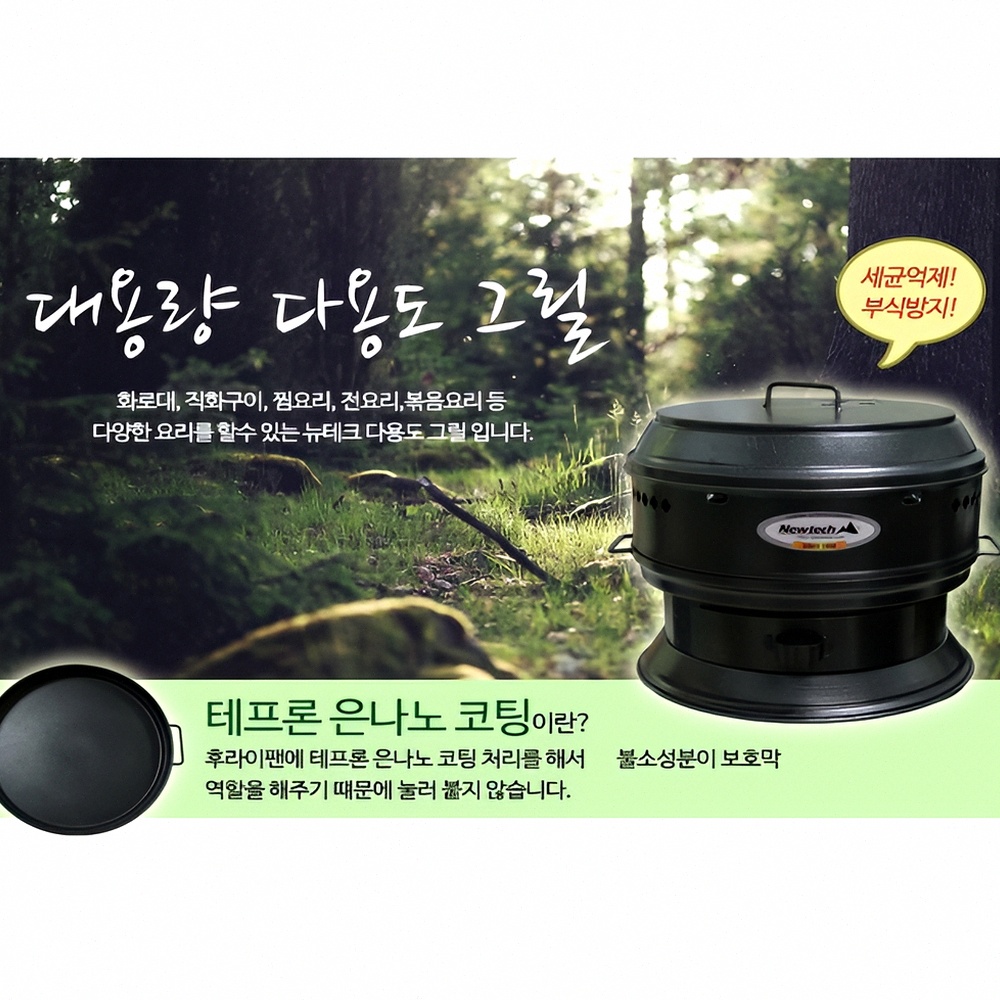 대용량 다용도 그릴
화로대, 직화구이, 찜요리, 전요리,볶음요리 등
다양한 요리를 할수 있는 뉴테크 다용도 그릴 입니다.
세균억제!
부식방지!
Newtech
테프론 은나노 코팅이란?
후라이팬에 테프론 은나노 코팅 처리를 해서 불소성분이 보호막
역할을 해주기 때문에 눌러 붙지 않습니다.